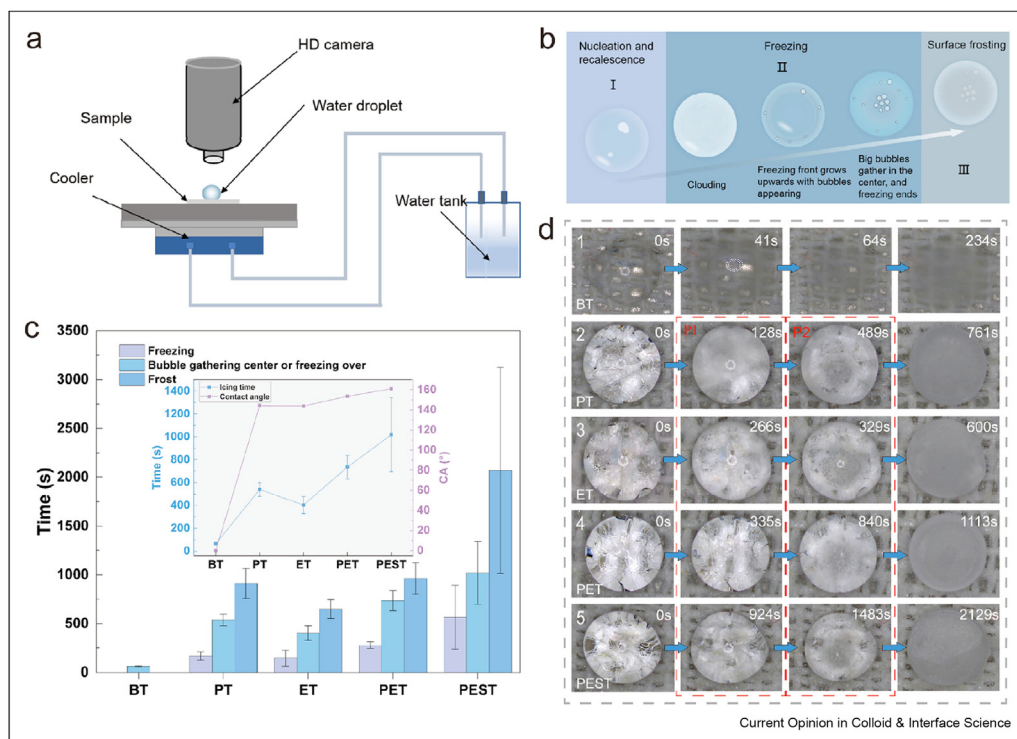 a
HD camera
Water droplet
Sample
Cooler
Water tank
b
Nucleation and
recalescence
I
Freezing
II
Surface frosting
III
Clouding
Freezing front grows
upwards with bubbles
appearing
Big bubbles
gather in the
center, and
freezing ends
c
Time (s)
3500
3000
2500
2000
1500
1000
500
0
BT
PT
ET
PET
PEST
Freezing
Bubble gathering center or freezing over
Frost
Icing time
Contact angle
Time (s)
1400
1200
1000
800
600
400
200
0
BT
PT
ET
PET
PEST
160
140
120
100
80
60
40
20
0
CA (°)
d
1
0s
41s
64s
234s
BT
2
0s
P1
128s
P2
489s
761s
PT
3
0s
266s
329s
600s
ET
4
0s
335s
840s
1113s
PET
5
0s
924s
1483s
2129s
PEST
Current Opinion in Colloid & Interface Science